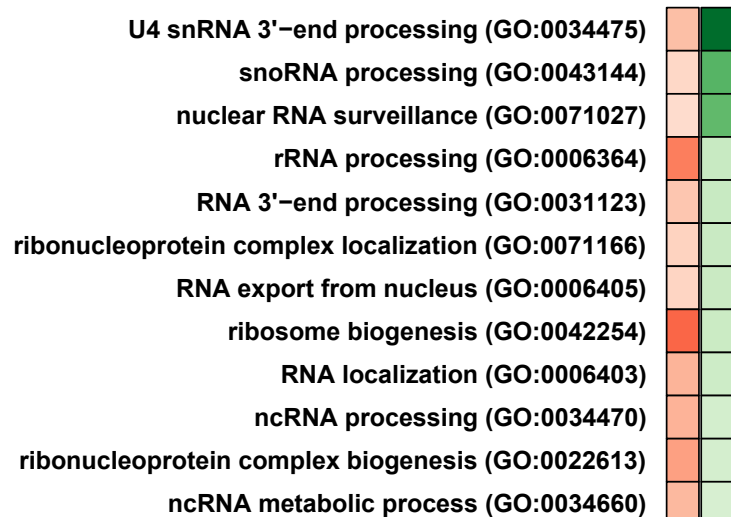 U4 snRNA 3'−end processing (GO:0034475)
snoRNA processing (GO:0043144)
nuclear RNA surveillance (GO:0071027)
rRNA processing (GO:0006364)
RNA 3'−end processing (GO:0031123)
ribonucleoprotein complex localization (GO:0071166)
RNA export from nucleus (GO:0006405)
ribosome biogenesis (GO:0042254)
RNA localization (GO:0006403)
ncRNA processing (GO:0034470)
ribonucleoprotein complex biogenesis (GO:0022613)
ncRNA metabolic process (GO:0034660)